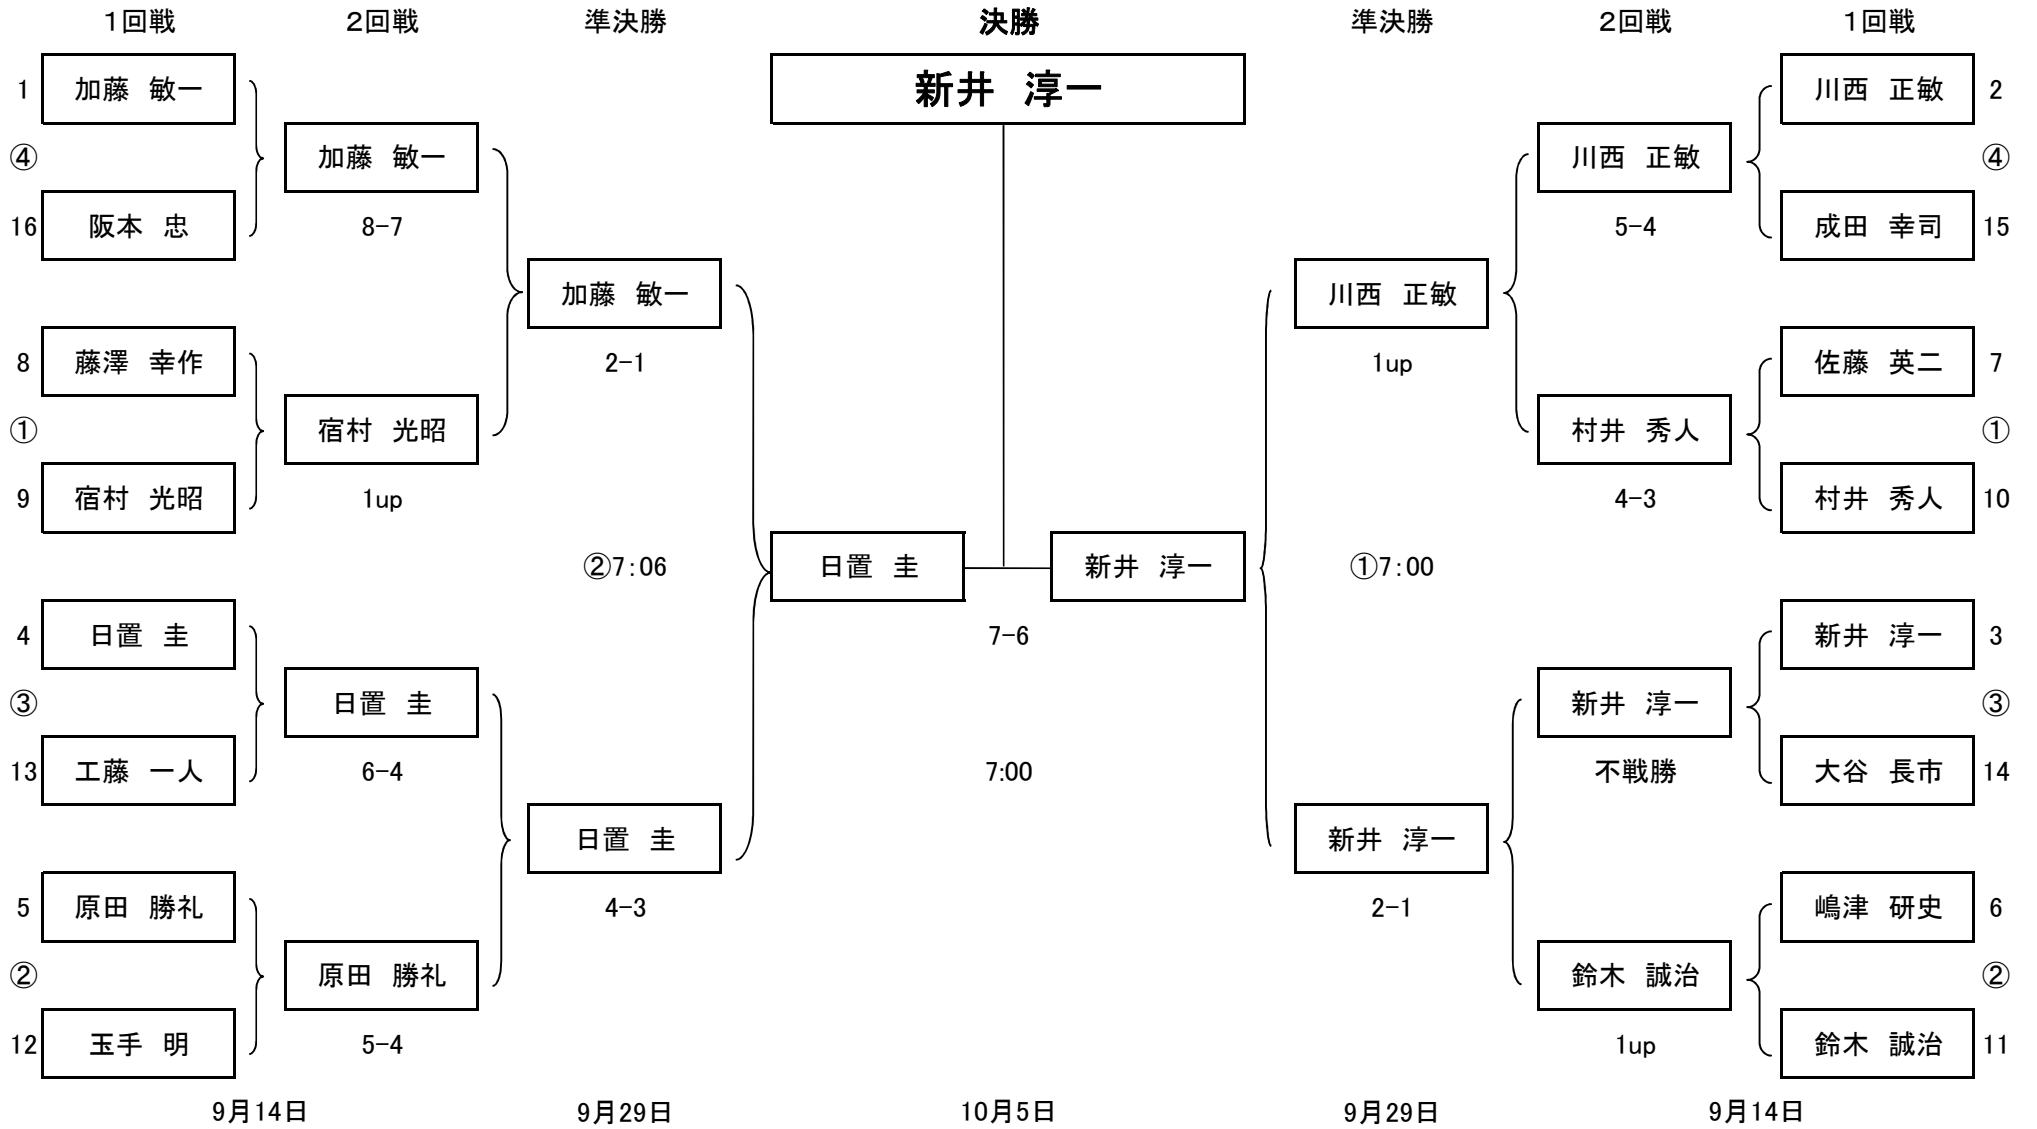 １回戦 ２回戦 準決勝 決勝 準決勝 ２回戦 １回戦
1 加藤　敏一 新井　淳一 川西　正敏 2
④ 加藤　敏一 川西　正敏 ④
16 阪本　忠 8-7 5-4 成田　幸司 15
加藤　敏一 川西　正敏
8 藤澤　幸作 2-1 1up 佐藤　英二 7
① 宿村　光昭 村井　秀人 ①
9 宿村　光昭 1up 4-3 村井　秀人 10
②7:06 日置　圭 新井　淳一 ①7:00
4 日置　圭 7-6 新井　淳一 3
③ 日置　圭 新井　淳一 ③
13 工藤　一人 6-4 7:00 不戦勝 大谷　長市 14
日置　圭 新井　淳一
5 原田　勝礼 4-3 2-1 嶋津　研史 6
② 原田　勝礼 鈴木　誠治 ②
12 玉手　明 5-4 1up 鈴木　誠治 11
9月14日 9月29日 10月5日 9月29日 9月14日